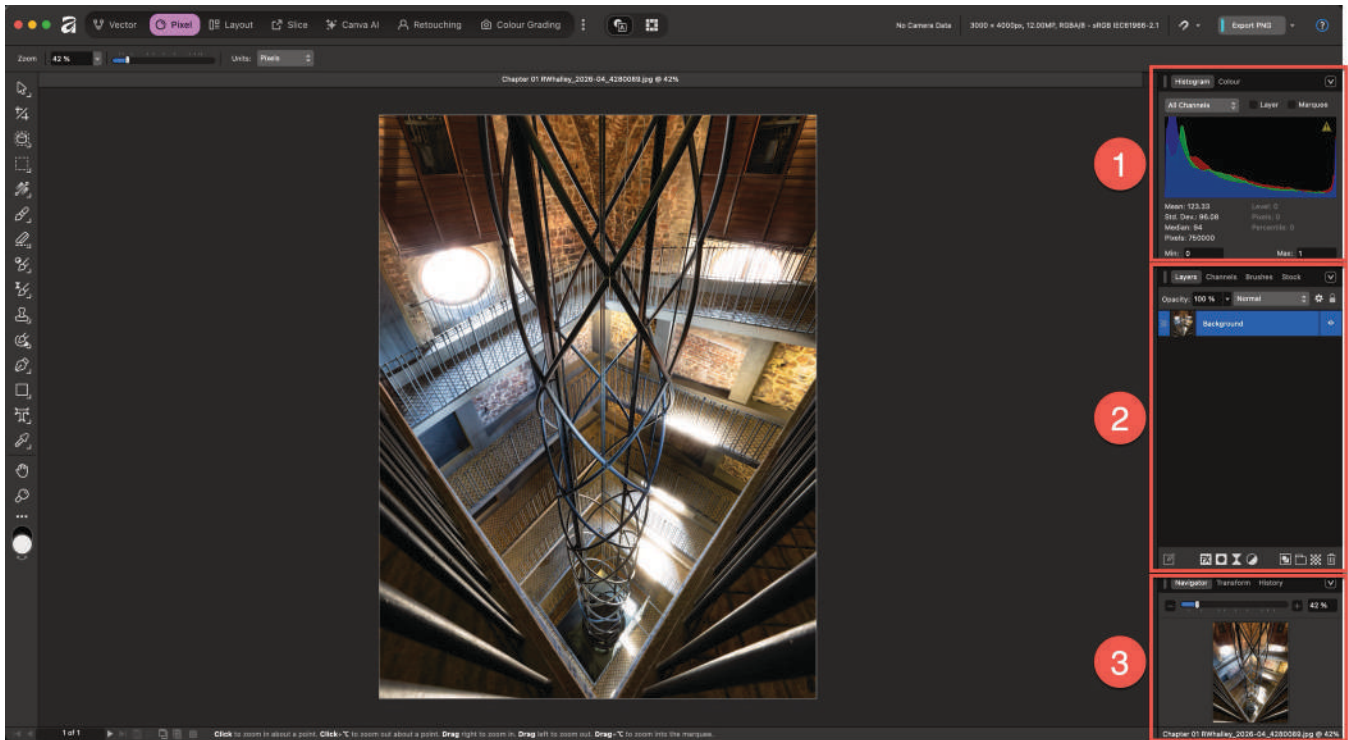 Vector Pixel Layout Slice Canva AI Retouching Colour Grading No Camera Data 3000 × 4000px, 12.00MP, RGBA/8 - sRGB IEC61966-2.1 Export PNG ?
Zoom 42 % Units: Pixels
Chapter 01 RWhalley_2026-04_4280089.jpg @ 42%
Histogram Colour
All Channels Layer Marquee
1
Mean: 123.33 Level: 0
Std. Dev.: 96.08 Pixels: 0
Median: 94 Percentile: 0
Pixels: 750000
Min: 0 Max: 1
Layers Channels Brushes Stock
Opacity: 100 % Normal
Background
2
FX
Navigator Transform History
42 %
3
Chapter 01 RWhalley_2026-04_4280089.jpg @ 42%
1 of 1 Click to zoom in about a point. Click+⌥ to zoom out about a point. Drag right to zoom in. Drag left to zoom out. Drag+⌥ to zoom into the marquee.